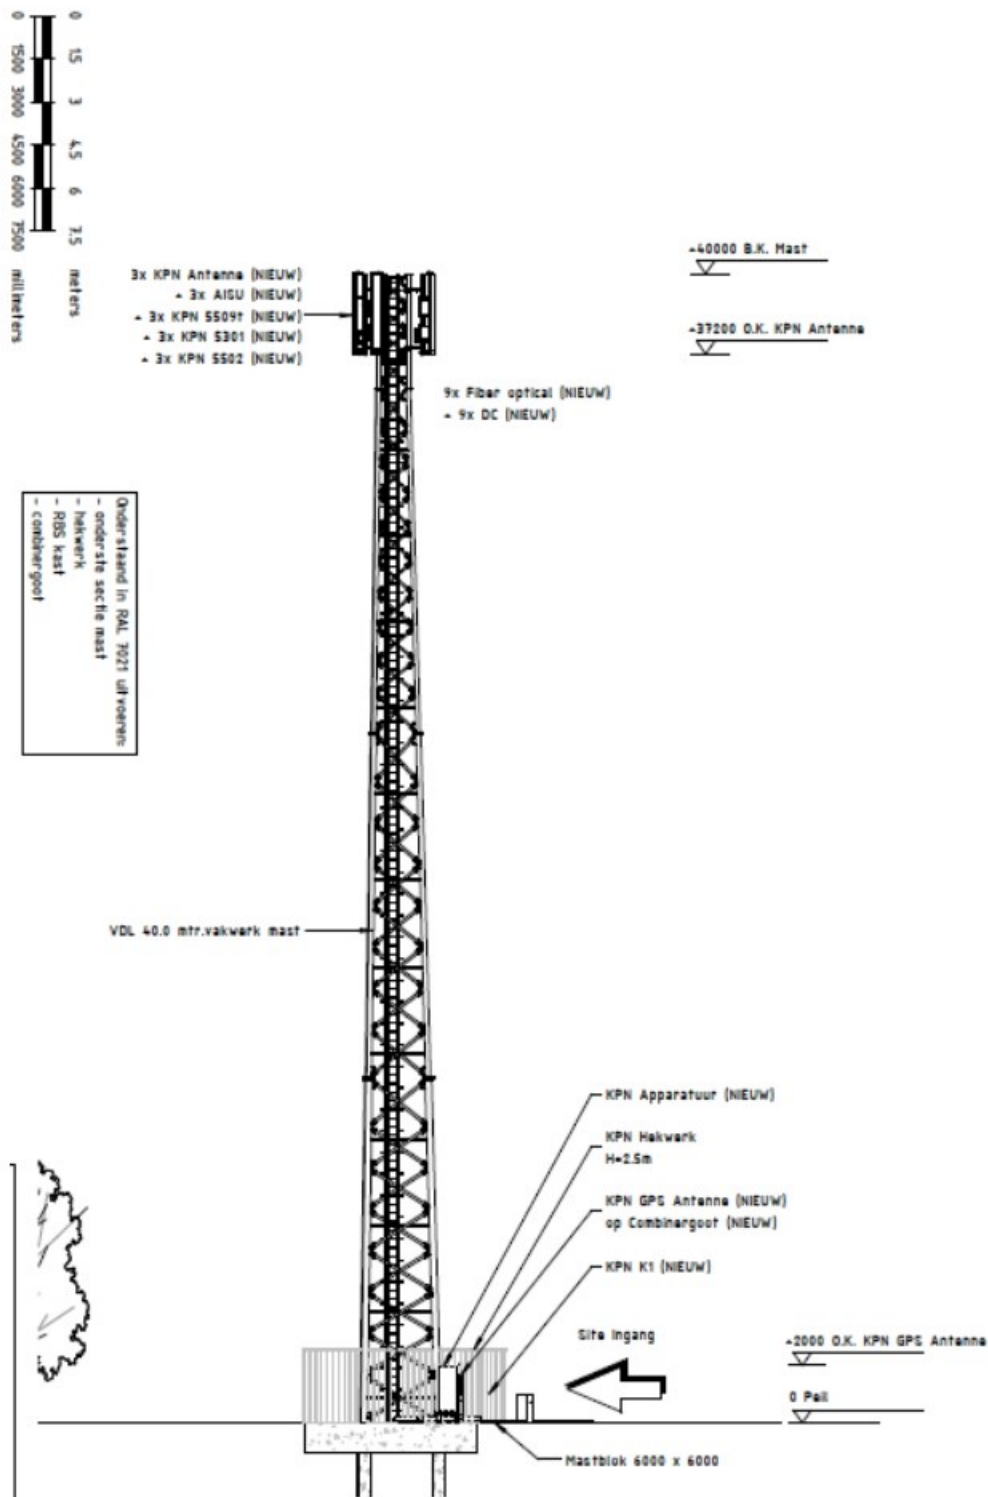 0 1.5 3 4.5 6 7.5 meters
0 1500 3000 4500 6000 7500 millimeters
+40000 B.K. Mast
3x KPN Antenne (NIEUW)
+ 3x AISU (NIEUW)
+ 3x KPN 5509t (NIEUW)
+ 3x KPN 5301 (NIEUW)
+ 3x KPN 5502 (NIEUW)
+37200 O.K. KPN Antenne
9x Fiber optical (NIEUW)
+ 9x DC (NIEUW)
Onderstaand in RAL 7021 uitvoeren:
- onderste sectie mast
- hekwerk
- RBS kast
- combinergoot
VDL 40.0 mtr.vakwerk mast
KPN Apparatuur (NIEUW)
KPN Hekwerk
H=2.5m
KPN GPS Antenne (NIEUW)
op Combinergoot (NIEUW)
KPN K1 (NIEUW)
Site Ingang
+2000 O.K. KPN GPS Antenne
0 Peil
Mastblok 6000 x 6000